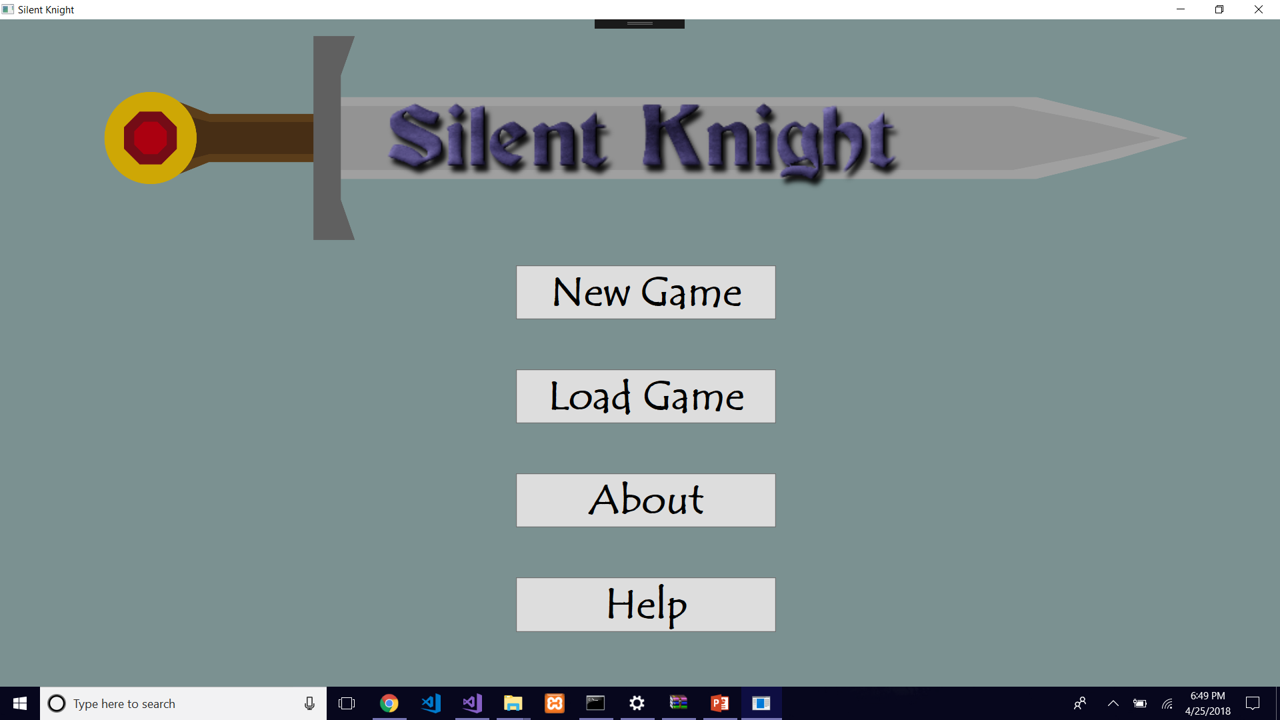 Silent Knight
Silent Knight
New Game
Load Game
About
Help
Type here to search
6:49 PM
4/25/2018